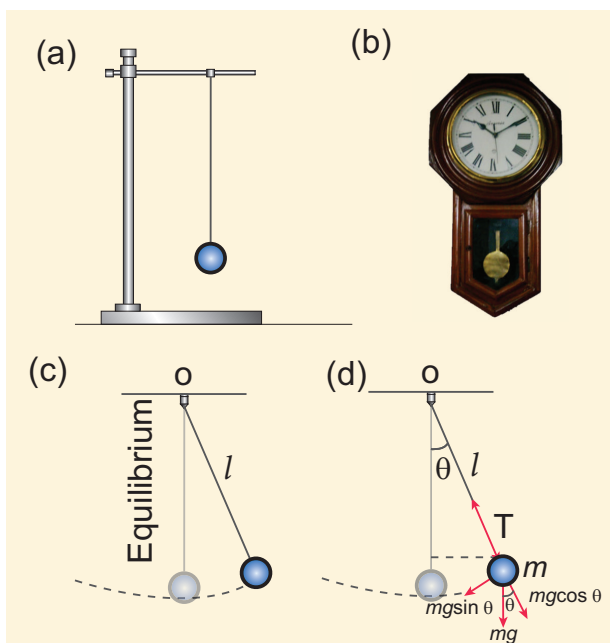 (a)
(b)
(c)
O
Equilibrium
l
(d)
O
θ
l
T
m
mgsin θ
θ
mgcos θ
mg